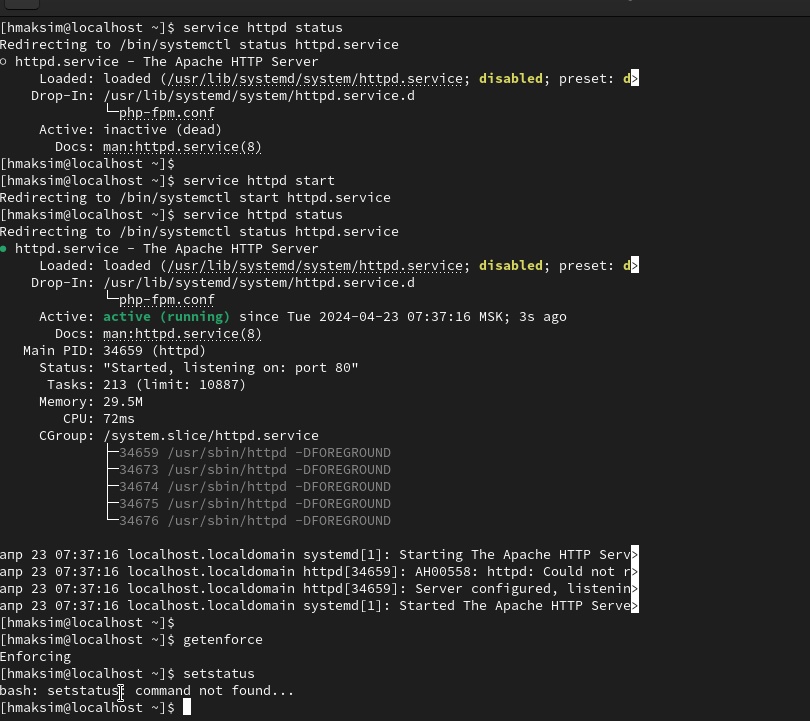 [hmaksim@localhost ~]$ service httpd status
Redirecting to /bin/systemctl status httpd.service
○ httpd.service - The Apache HTTP Server
     Loaded: loaded (/usr/lib/systemd/system/httpd.service; disabled; preset: d>
    Drop-In: /usr/lib/systemd/system/httpd.service.d
             └─php-fpm.conf
     Active: inactive (dead)
       Docs: man:httpd.service(8)
[hmaksim@localhost ~]$
[hmaksim@localhost ~]$ service httpd start
Redirecting to /bin/systemctl start httpd.service
[hmaksim@localhost ~]$ service httpd status
Redirecting to /bin/systemctl status httpd.service
● httpd.service - The Apache HTTP Server
     Loaded: loaded (/usr/lib/systemd/system/httpd.service; disabled; preset: d>
    Drop-In: /usr/lib/systemd/system/httpd.service.d
             └─php-fpm.conf
     Active: active (running) since Tue 2024-04-23 07:37:16 MSK; 3s ago
       Docs: man:httpd.service(8)
   Main PID: 34659 (httpd)
     Status: "Started, listening on: port 80"
      Tasks: 213 (limit: 10887)
     Memory: 29.5M
        CPU: 72ms
     CGroup: /system.slice/httpd.service
             ├─34659 /usr/sbin/httpd -DFOREGROUND
             ├─34673 /usr/sbin/httpd -DFOREGROUND
             ├─34674 /usr/sbin/httpd -DFOREGROUND
             ├─34675 /usr/sbin/httpd -DFOREGROUND
             └─34676 /usr/sbin/httpd -DFOREGROUND
апр 23 07:37:16 localhost.localdomain systemd[1]: Starting The Apache HTTP Serv>
апр 23 07:37:16 localhost.localdomain httpd[34659]: AH00558: httpd: Could not r>
апр 23 07:37:16 localhost.localdomain httpd[34659]: Server configured, listenin>
апр 23 07:37:16 localhost.localdomain systemd[1]: Started The Apache HTTP Serve>
[hmaksim@localhost ~]$
[hmaksim@localhost ~]$ getenforce
Enforcing
[hmaksim@localhost ~]$ setstatus
bash: setstatus: command not found...
[hmaksim@localhost ~]$